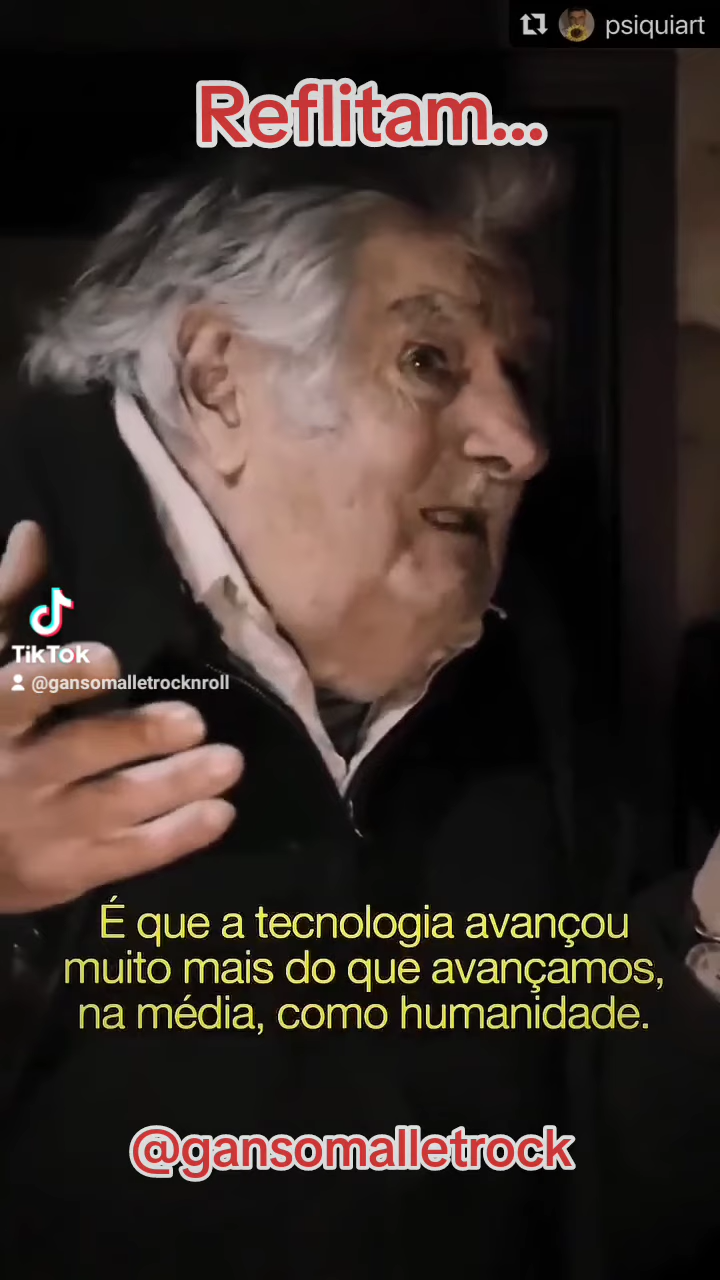 psiquiart
Reflitam...
TikTok
@gansomalletrocknroll
É que a tecnologia avançou
muito mais do que avançamos,
na média, como humanidade.
@gansomalletrock